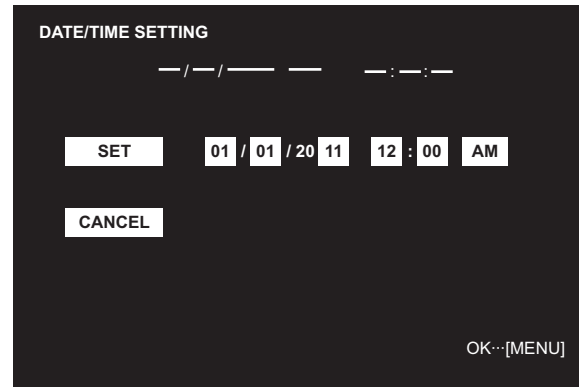 DATE/TIME SETTING
—/—/—— —— —:—:—
SET 01 / 01 / 20 11 12 : 00 AM
CANCEL
OK···[MENU]